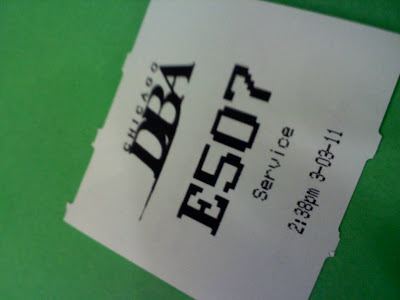 CHICAGO
DBA
E507
Service
2:38pm 3-03-11